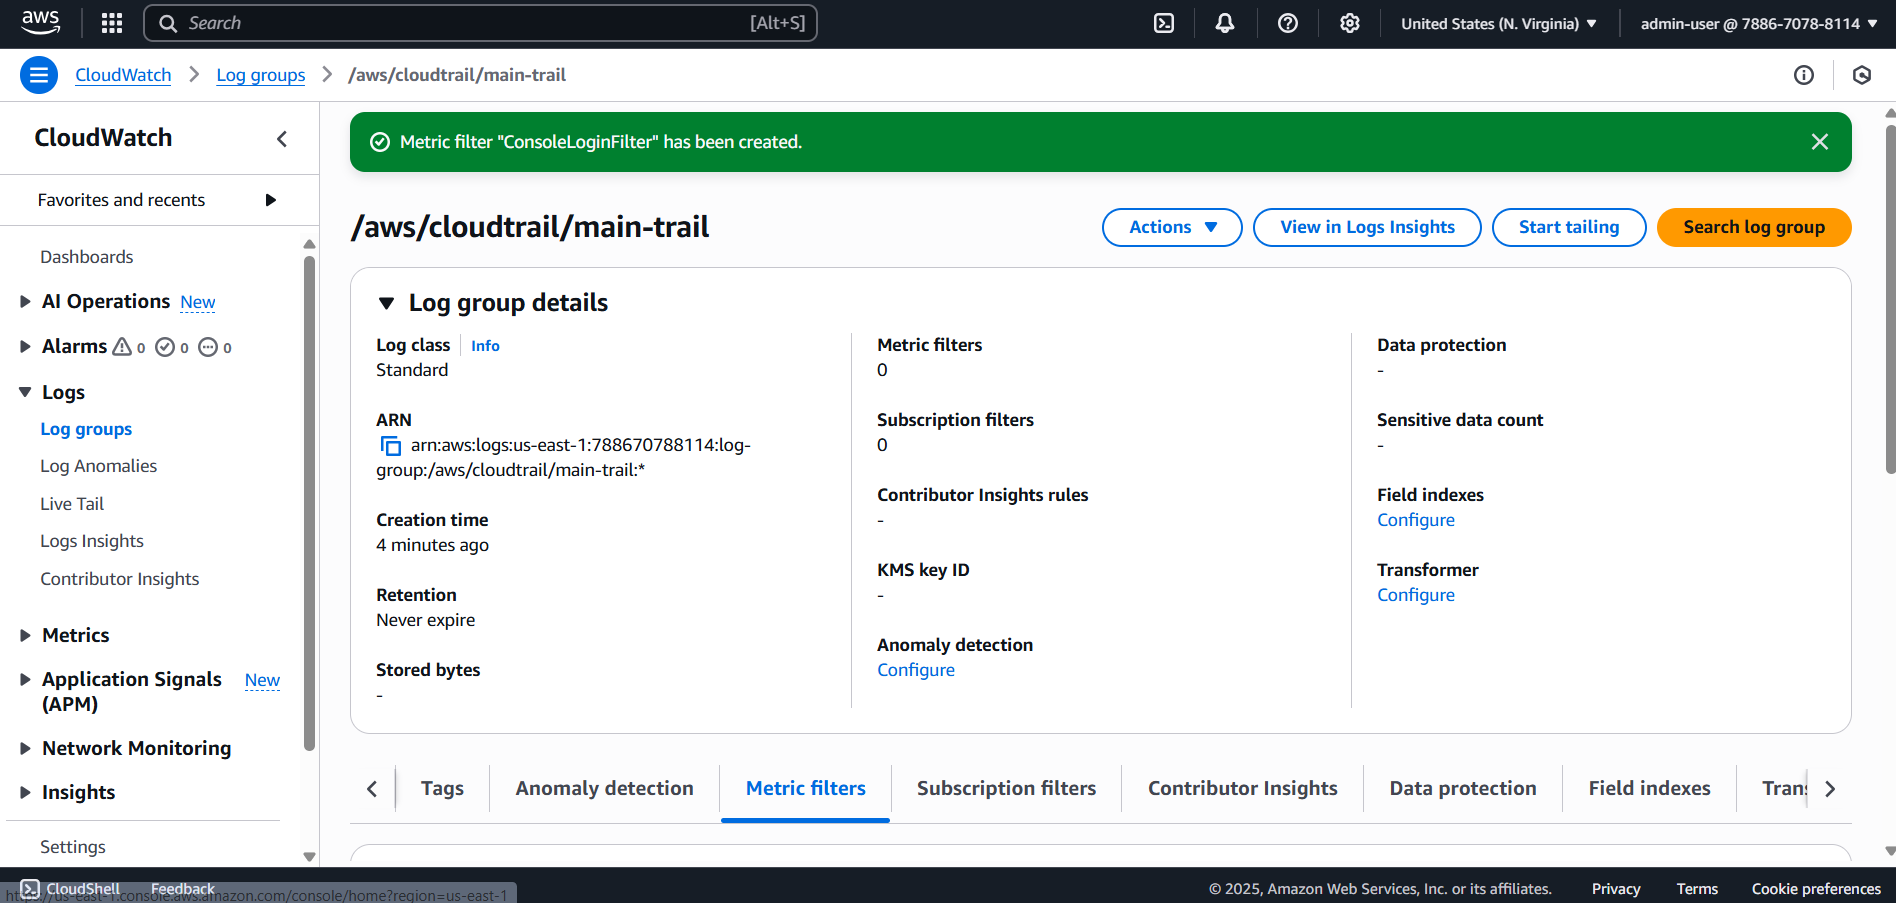 aws
Search [Alt+S]
United States (N. Virginia) ▼
admin-user @ 7886-7078-8114 ▼
CloudWatch > Log groups > /aws/cloudtrail/main-trail
CloudWatch
Favorites and recents
Dashboards
AI Operations New
Alarms 0 0 0
Logs
Log groups
Log Anomalies
Live Tail
Logs Insights
Contributor Insights
Metrics
Application Signals New
(APM)
Network Monitoring
Insights
Settings
Metric filter "ConsoleLoginFilter" has been created.
/aws/cloudtrail/main-trail
Actions ▼
View in Logs Insights
Start tailing
Search log group
Log group details
Log class Info
Standard
ARN
arn:aws:logs:us-east-1:788670788114:log-
group:/aws/cloudtrail/main-trail:*
Creation time
4 minutes ago
Retention
Never expire
Stored bytes
-
Metric filters
0
Subscription filters
0
Contributor Insights rules
-
KMS key ID
-
Anomaly detection
Configure
Data protection
-
Sensitive data count
-
Field indexes
Configure
Transformer
Configure
Tags
Anomaly detection
Metric filters
Subscription filters
Contributor Insights
Data protection
Field indexes
Trans
CloudShell Feedback
https://us-east-1.console.aws.amazon.com/console/home?region=us-east-1
© 2025, Amazon Web Services, Inc. or its affiliates.
Privacy
Terms
Cookie preferences